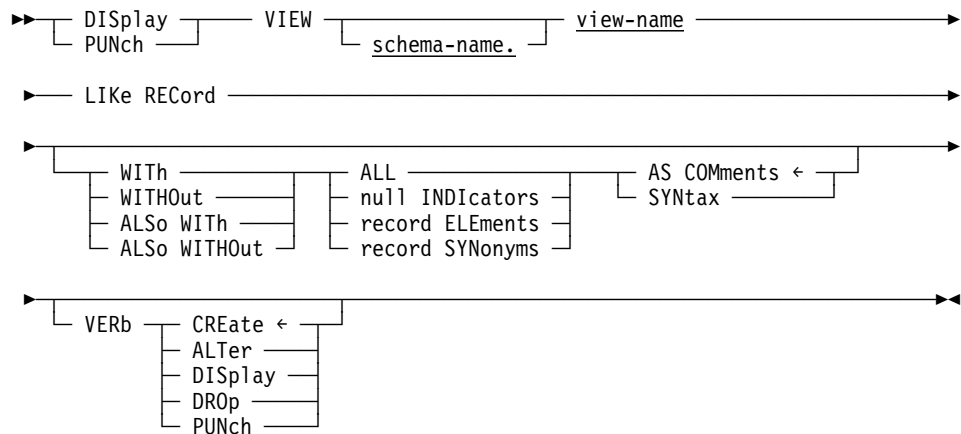 DISplay VIEW view-name
PUNch schema-name.
LIKe RECord
WITh ALL AS COMments ←
WITHOut null INDIcators SYNtax
ALSo WITh record ELEments
ALSo WITHOut record SYNonyms
VERb CREate ←
ALTer
DISplay
DROp
PUNch